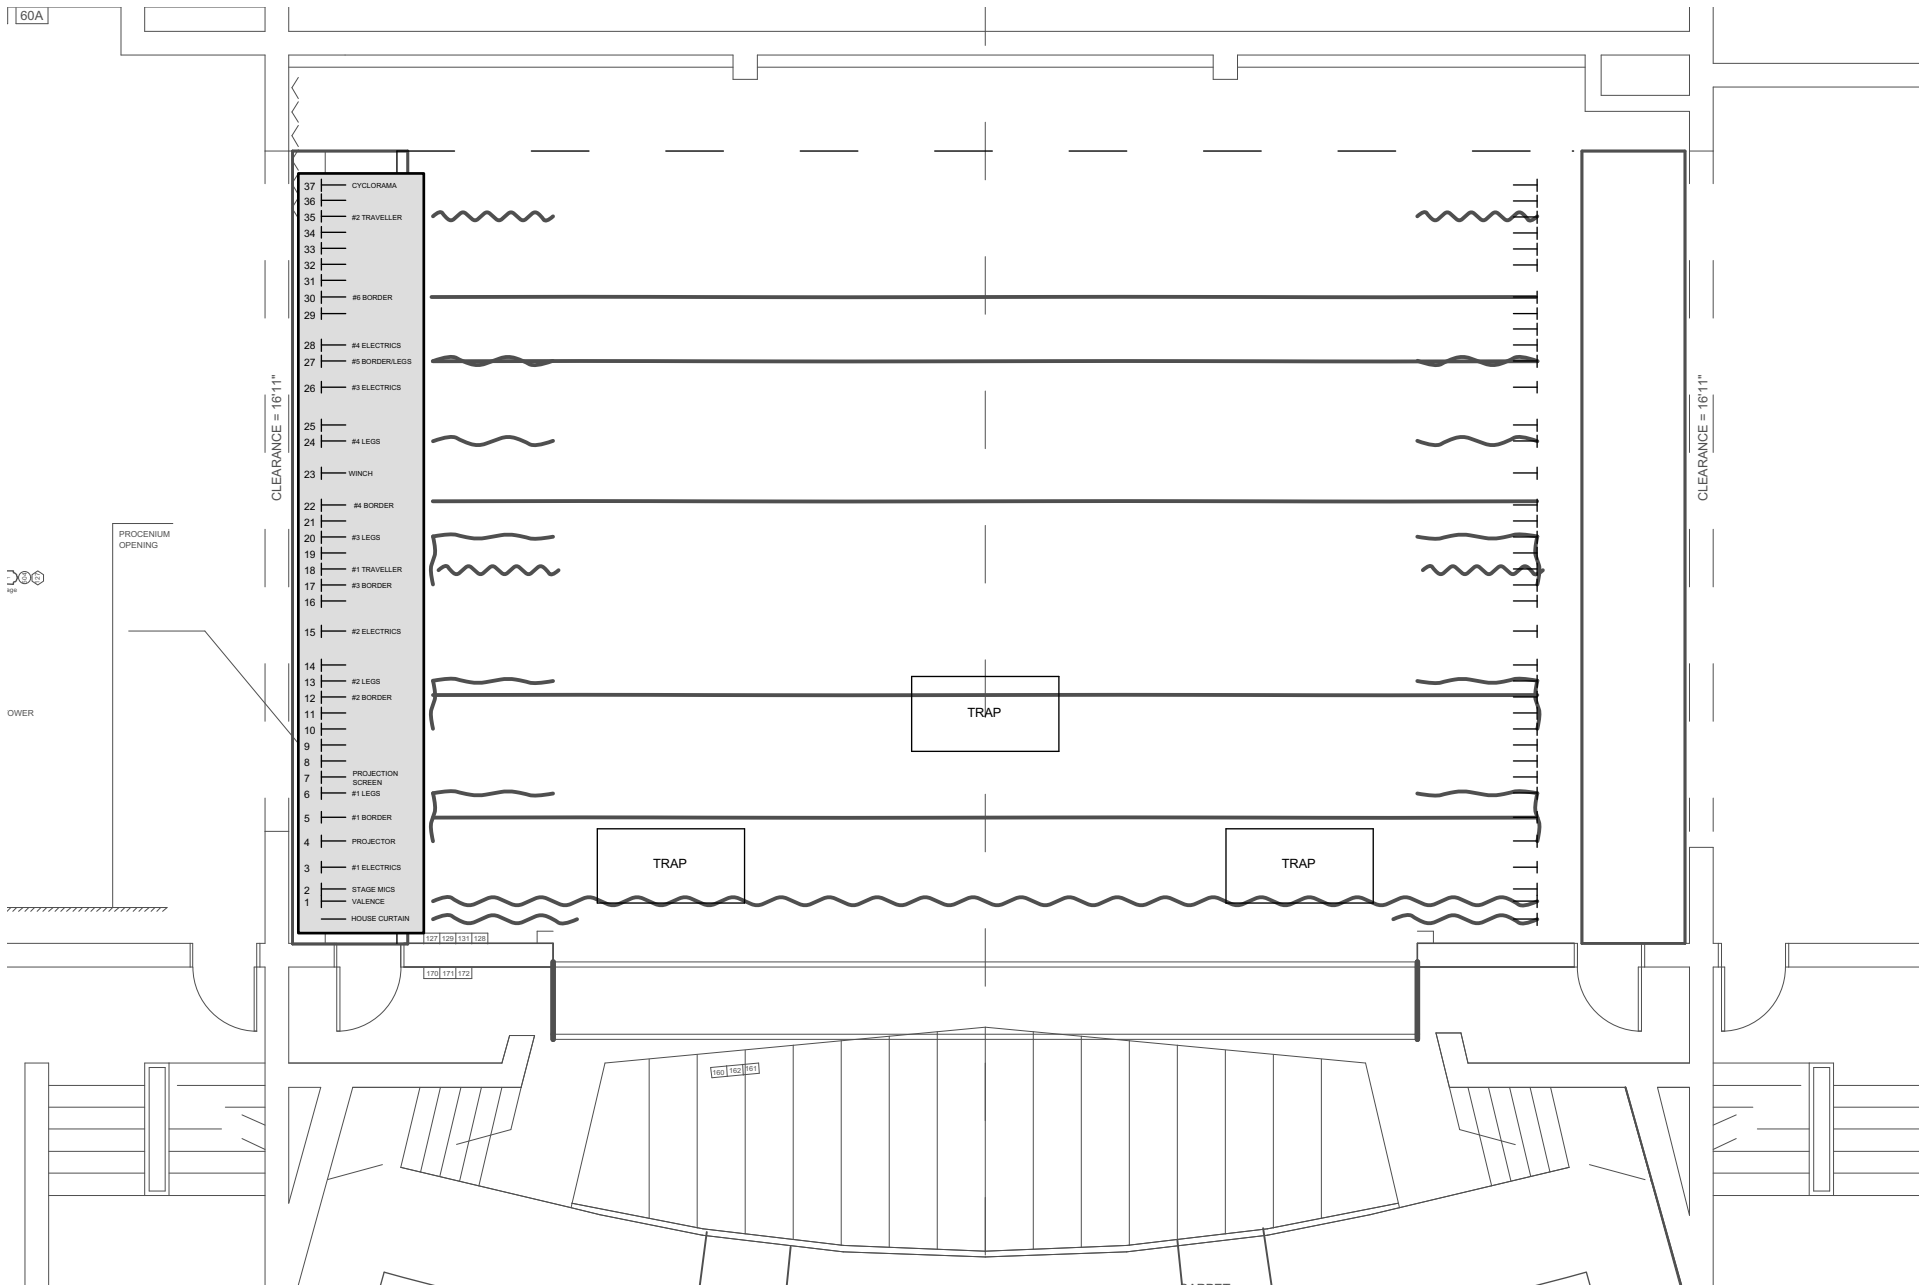 60A
37 CYCLORAMA
36
35 #2 TRAVELLER
34
33
32
31
30 #6 BORDER
29
28 #4 ELECTRICS
27 #5 BORDER/LEGS
26 #3 ELECTRICS
25
24 #4 LEGS
23 WINCH
22 #4 BORDER
21
20 #3 LEGS
19
18 #1 TRAVELLER
17 #3 BORDER
16
15 #2 ELECTRICS
14
13 #2 LEGS
12 #2 BORDER
11
10
9
8
7 PROJECTION
SCREEN
6 #1 LEGS
5 #1 BORDER
4 PROJECTOR
3 #1 ELECTRICS
2 STAGE MICS
1 VALENCE
HOUSE CURTAIN
CLEARANCE = 16'11"
CLEARANCE = 16'11"
PROCENIUM
OPENING
OWER
TRAP
TRAP
TRAP
127 129 131 128
170 171 172
160 162 161